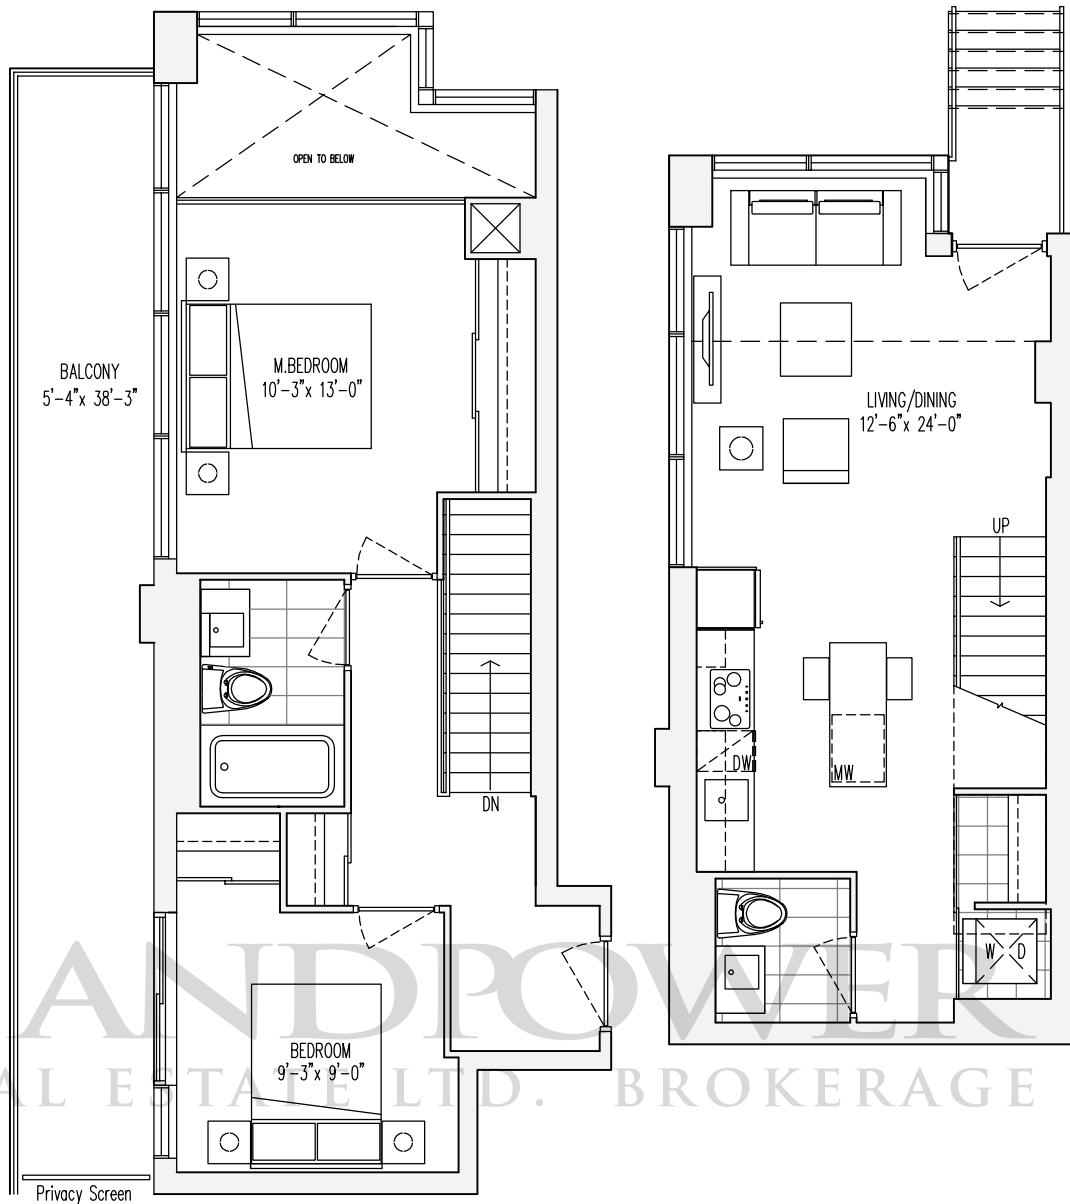 OPEN TO BELOW
BALCONY
5'-4"x 38'-3"
M.BEDROOM
10'-3"x 13'-0"
LIVING/DINING
12'-6"x 24'-0"
UP
DW
MW
DN
W D
ANDPOWER
BEDROOM
9'-3"x 9'-0"
AL ESTATE LTD. BROKERAGE
Privacy Screen